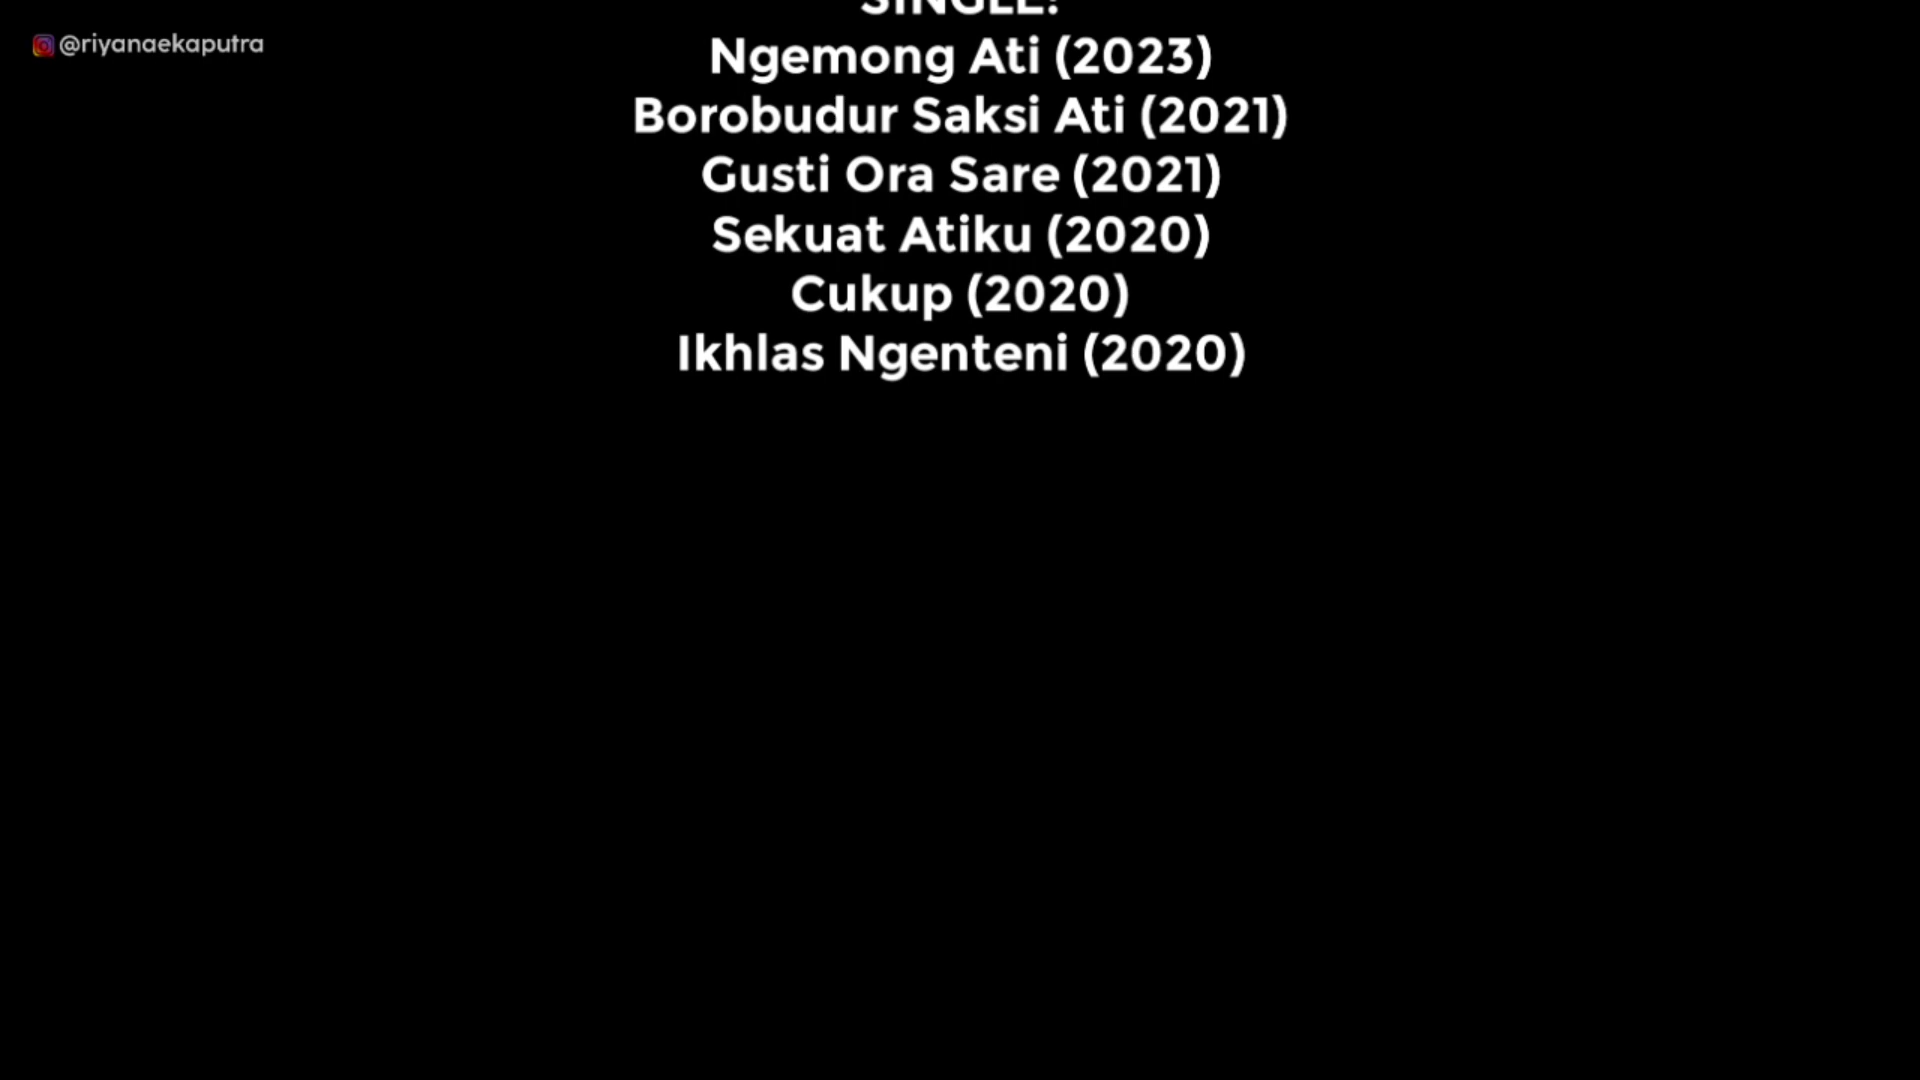 SINGLE:
@riyanaekaputra
Ngemong Ati (2023)
Borobudur Saksi Ati (2021)
Gusti Ora Sare (2021)
Sekuat Atiku (2020)
Cukup (2020)
Ikhlas Ngenteni (2020)